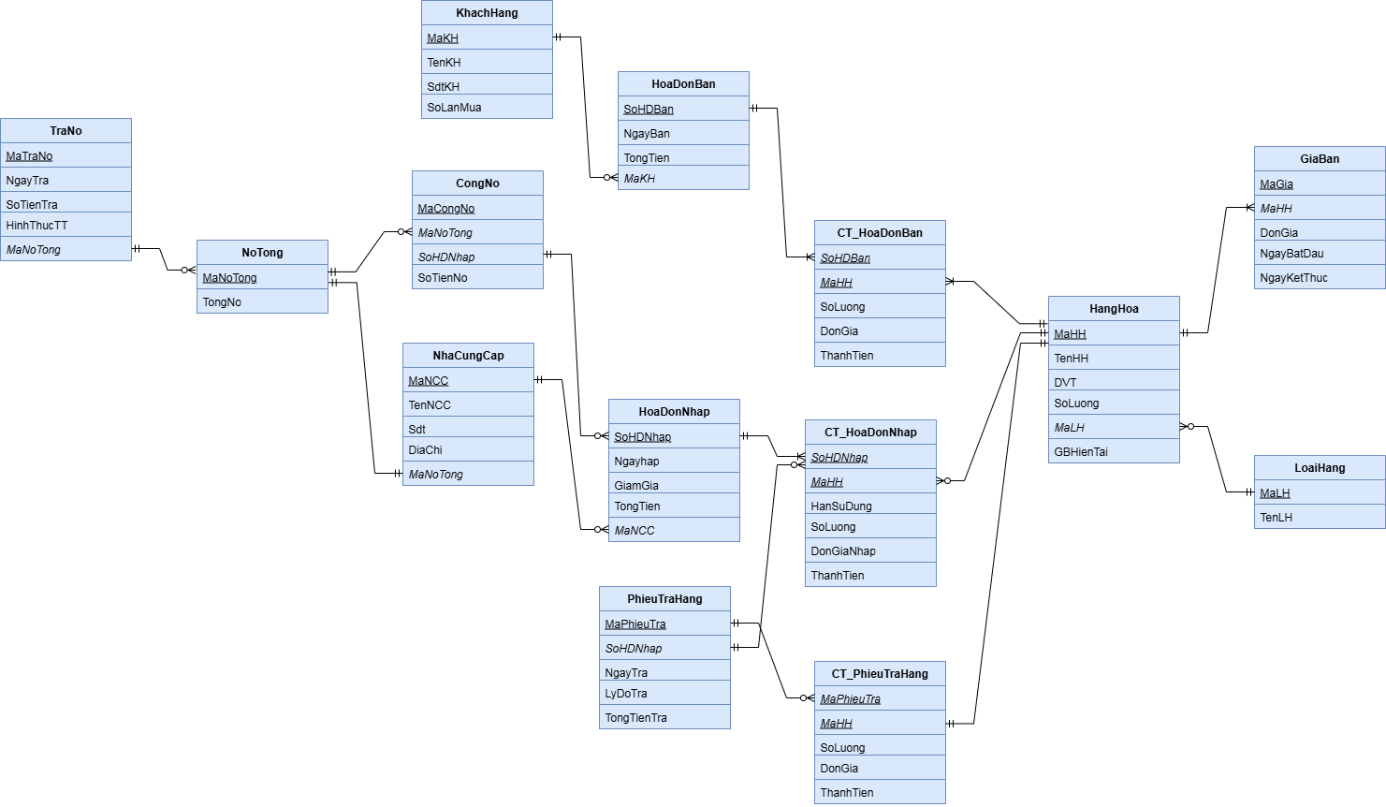 KhachHang
MaKH
TenKH
SdtKH
SoLanMua
HoaDonBan
SoHDBan
NgayBan
TongTien
MaKH
TraNo
MaTraNo
NgayTra
SoTienTra
HinhThucTT
MaNoTong
NoTong
MaNoTong
TongNo
CongNo
MaCongNo
MaNoTong
SoHDNhap
SoTienNo
NhaCungCap
MaNCC
TenNCC
Sdt
DiaChi
MaNoTong
HoaDonNhap
SoHDNhap
Ngayhap
GiamGia
TongTien
MaNCC
PhieuTraHang
MaPhieuTra
SoHDNhap
NgayTra
LyDoTra
TongTienTra
CT_HoaDonBan
SoHDBan
MaHH
SoLuong
DonGia
ThanhTien
CT_HoaDonNhap
SoHDNhap
MaHH
HanSuDung
SoLuong
DonGiaNhap
ThanhTien
CT_PhieuTraHang
MaPhieuTra
MaHH
SoLuong
DonGia
ThanhTien
HangHoa
MaHH
TenHH
DVT
SoLuong
MaLH
GBHienTai
GiaBan
MaGia
MaHH
DonGia
NgayBatDau
NgayKetThuc
LoaiHang
MaLH
TenLH